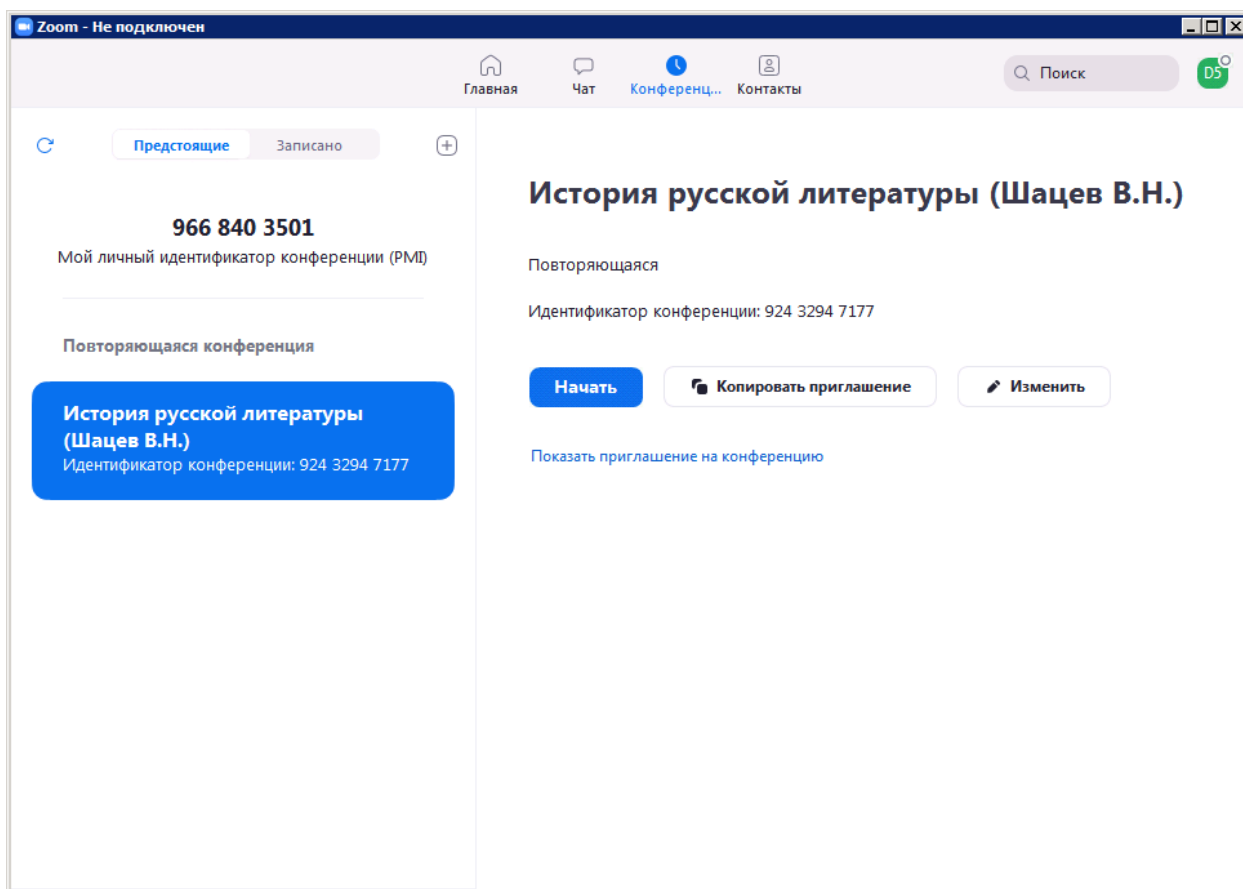 Zoom - Не подключен
Главная
Чат
Конференц...
Контакты
Поиск
D5
Предстоящие
Записано
966 840 3501
Мой личный идентификатор конференции (PMI)
Повторяющаяся конференция
История русской литературы
(Шацев В.Н.)
Идентификатор конференции: 924 3294 7177
История русской литературы (Шацев В.Н.)
Повторяющаяся
Идентификатор конференции: 924 3294 7177
Начать
Копировать приглашение
Изменить
Показать приглашение на конференцию